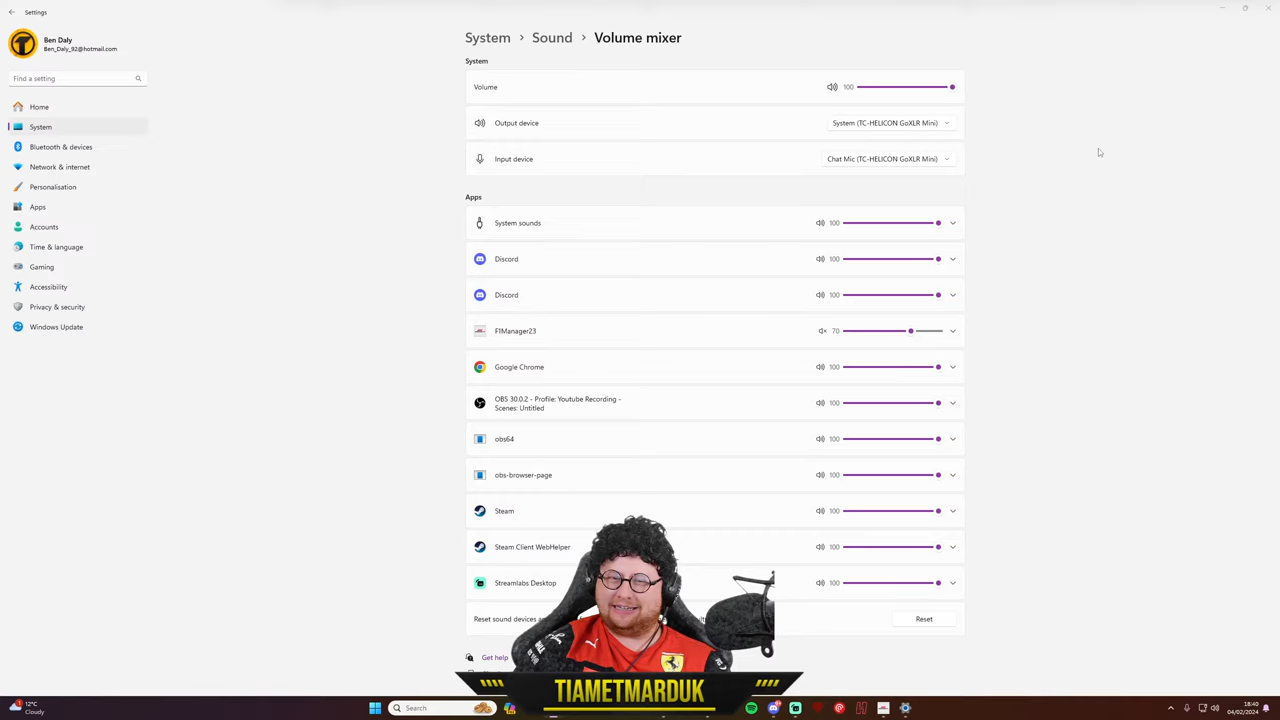 Settings
Ben Daly
Ben_Daly_92@hotmail.com
Find a setting
Home
System
Bluetooth & devices
Network & internet
Personalisation
Apps
Accounts
Time & language
Gaming
Accessibility
Privacy & security
Windows Update
System > Sound > Volume mixer
System
Volume
100
Output device
System (TC-HELICON GoXLR Mini)
Input device
Chat Mic (TC-HELICON GoXLR Mini)
Apps
System sounds
100
Discord
100
Discord
100
F1Manager23
70
Google Chrome
100
OBS 30.0.2 - Profile: Youtube Recording -
Scenes: Untitled
100
obs64
100
obs-browser-page
100
Steam
100
Steam Client WebHelper
100
Streamlabs Desktop
100
Reset sound devices
Reset
Get help
TIAMETMARDUK
12°C
Cloudy
Search
18:40
04/02/2024